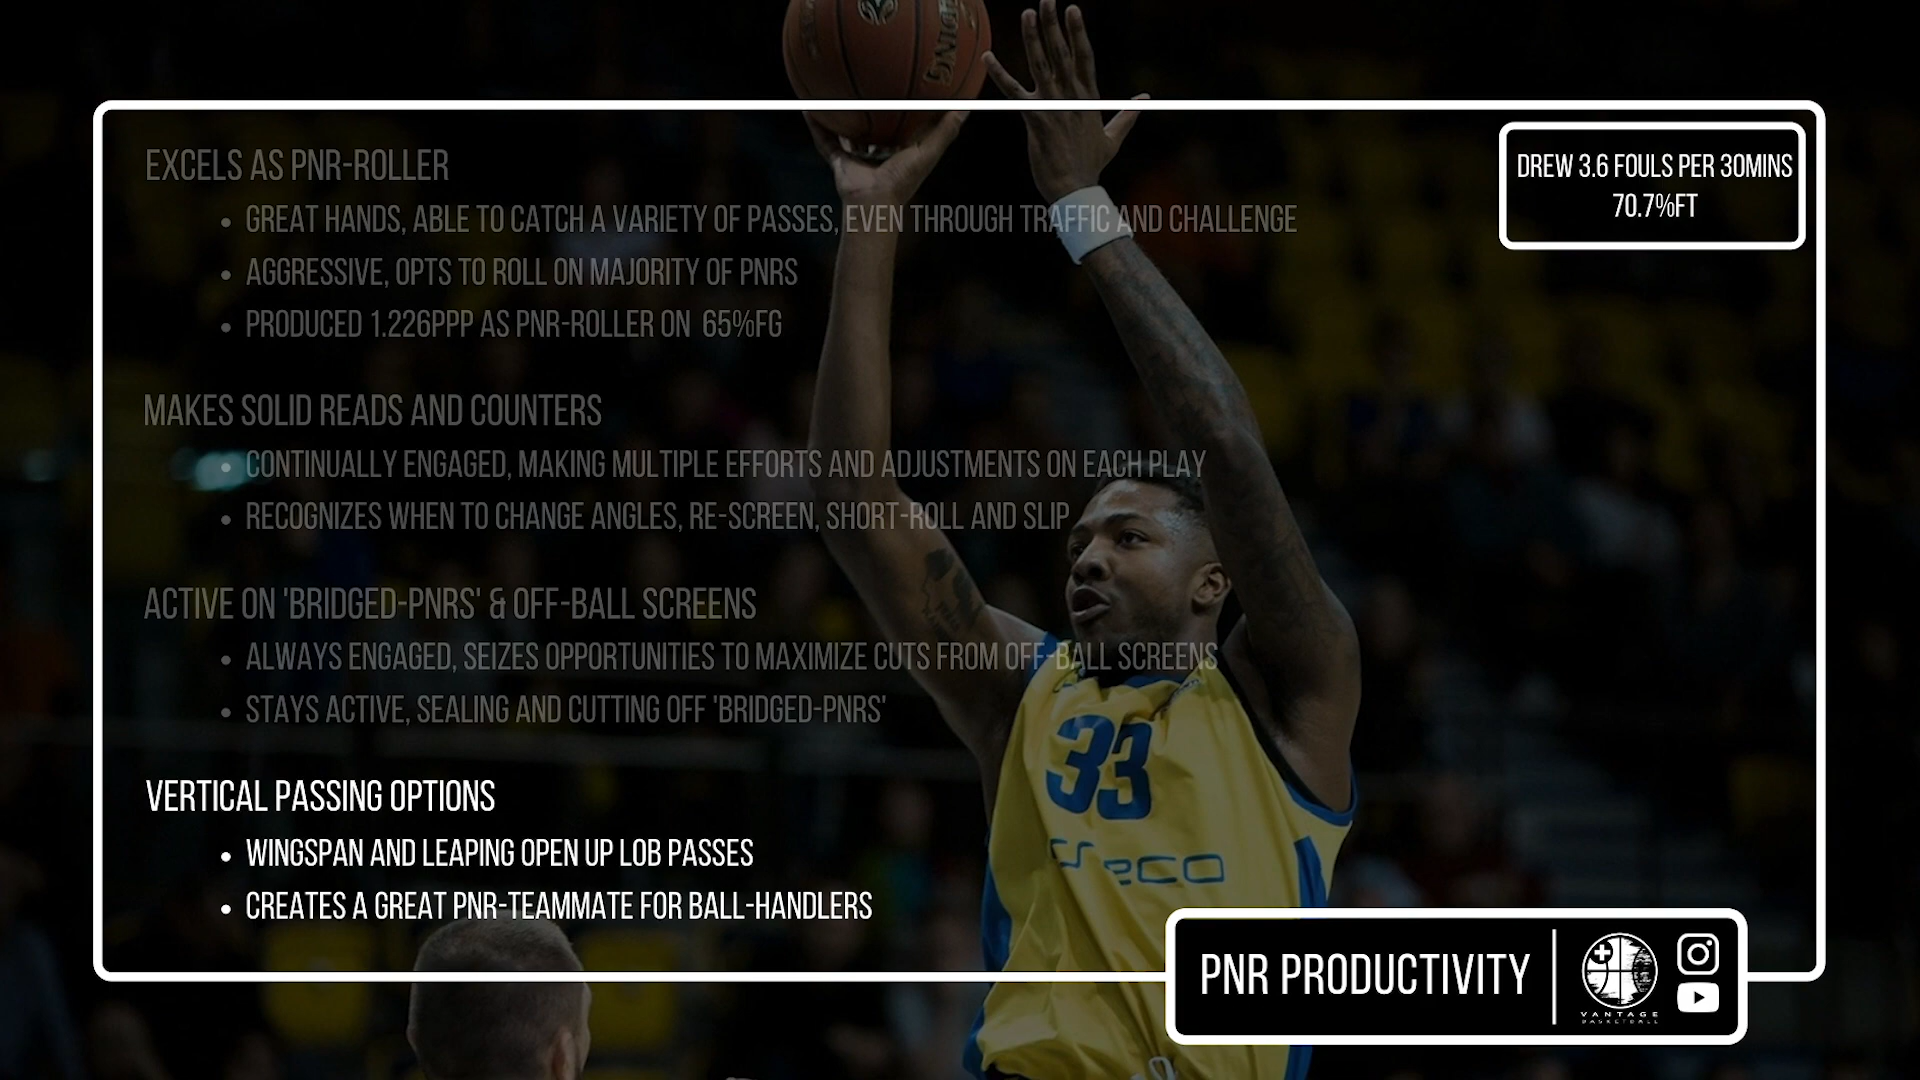 EXCELS AS PNR-ROLLER
DREW 3.6 FOULS PER 30MINS
70.7%FT
• GREAT HANDS, ABLE TO CATCH A VARIETY OF PASSES, EVEN THROUGH TRAFFIC AND CHALLENGE
• AGGRESSIVE, OPTS TO ROLL ON MAJORITY OF PNRS
• PRODUCED 1.226PPP AS PNR-ROLLER ON 65%FG
MAKES SOLID READS AND COUNTERS
• CONTINUALLY ENGAGED, MAKING MULTIPLE EFFORTS AND ADJUSTMENTS ON EACH PLAY
• RECOGNIZES WHEN TO CHANGE ANGLES, RE-SCREEN, SHORT-ROLL AND SLIP
ACTIVE ON 'BRIDGED-PNRS' & OFF-BALL SCREENS
• ALWAYS ENGAGED, SEIZES OPPORTUNITIES TO MAXIMIZE CUTS FROM OFF-BALL SCREENS
• STAYS ACTIVE, SEALING AND CUTTING OFF 'BRIDGED-PNRS'
33
VERTICAL PASSING OPTIONS
• WINGSPAN AND LEAPING OPEN UP LOB PASSES
• CREATES A GREAT PNR-TEAMMATE FOR BALL-HANDLERS
PNR PRODUCTIVITY
VANTAGE
BASKETBALL